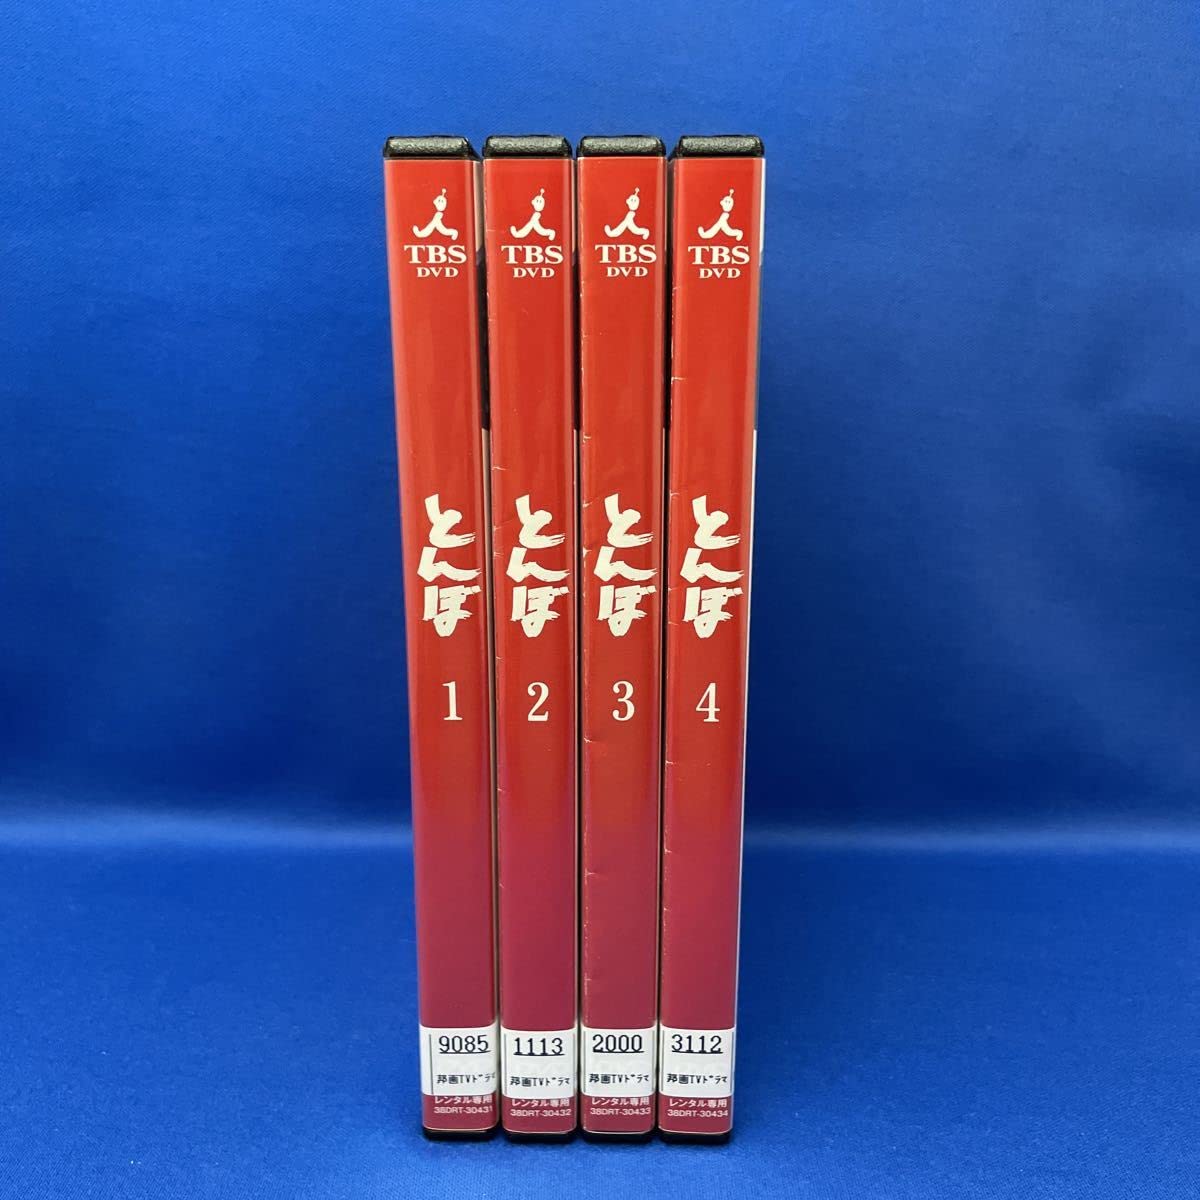 TBS
DVD
とんぼ
1
9085
邦画TVドラマ
レンタル専用
38DRT-30431
TBS
DVD
とんぼ
2
1113
邦画TVドラマ
レンタル専用
38DRT-30432
TBS
DVD
とんぼ
3
2000
邦画TVドラマ
レンタル専用
38DRT-30433
TBS
DVD
とんぼ
4
3112
邦画TVドラマ
レンタル専用
38DRT-30434